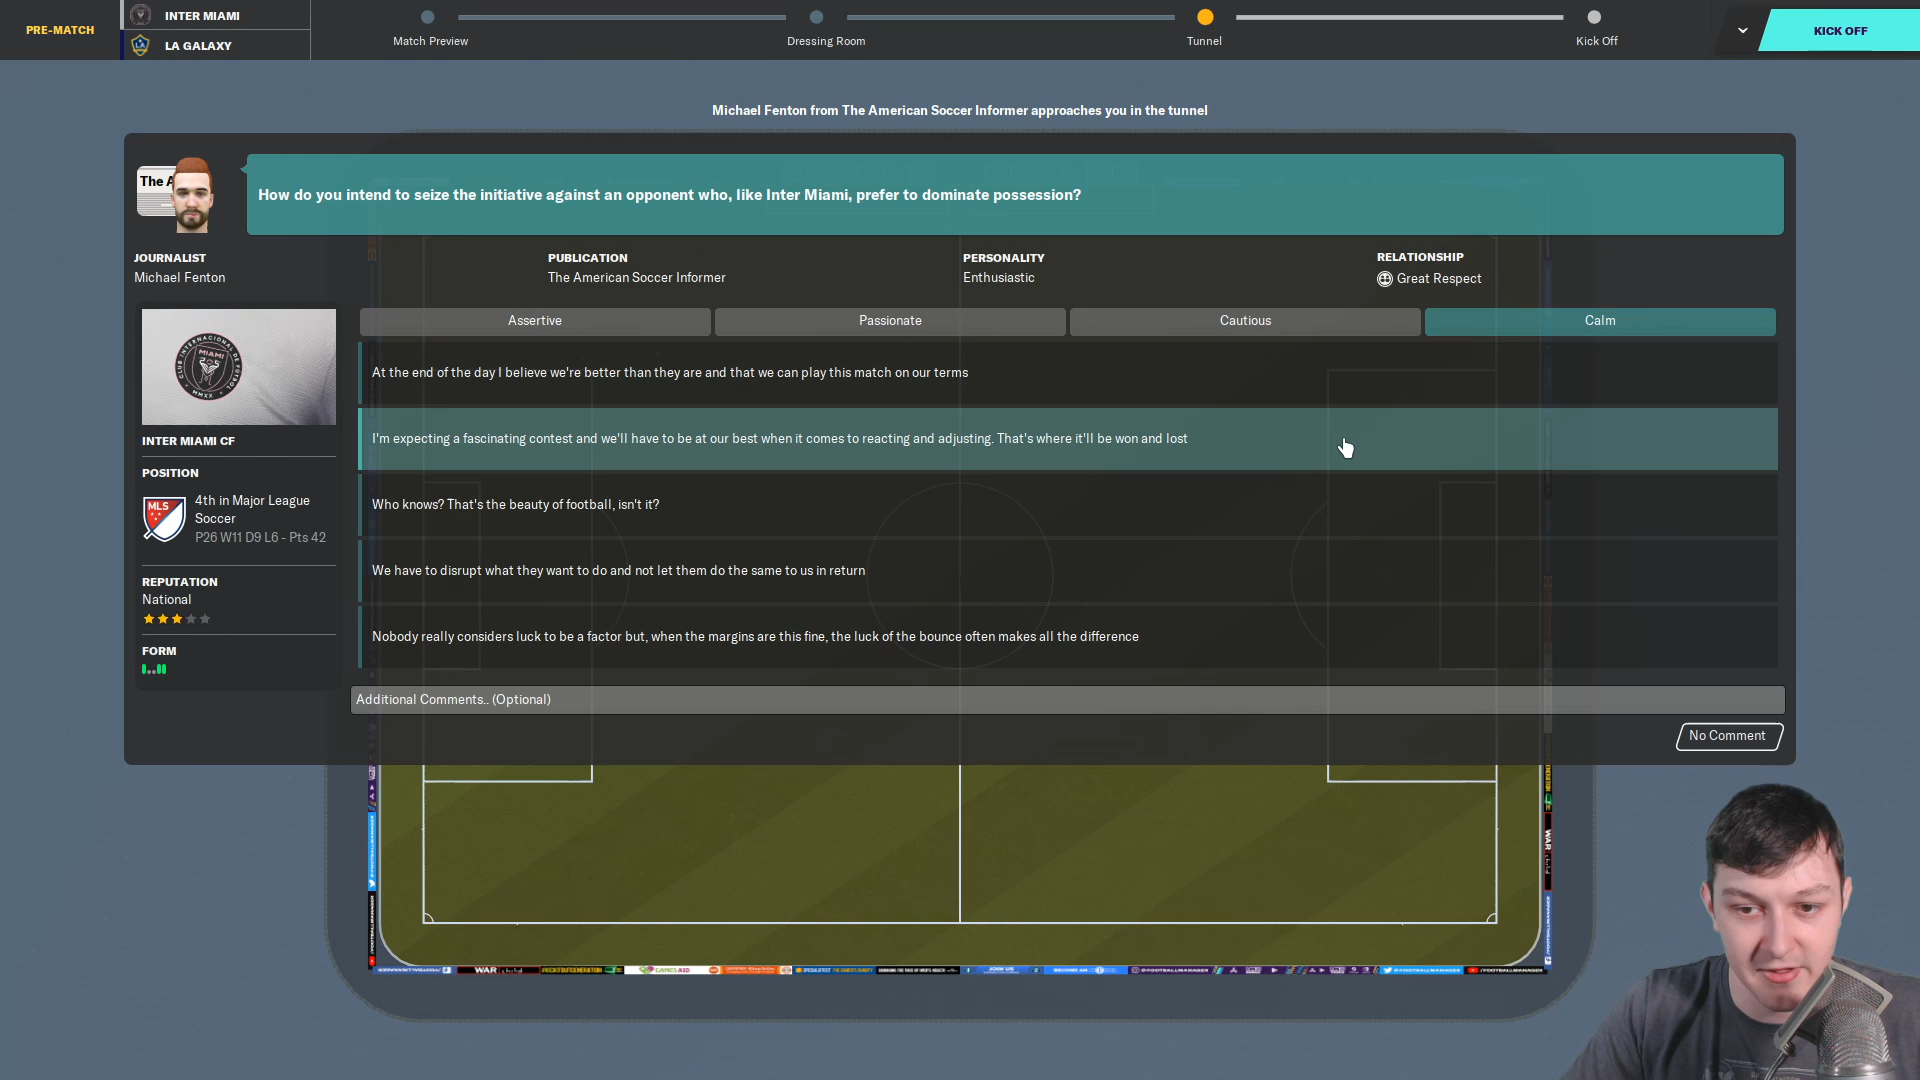 PRE-MATCH
INTER MIAMI
LA GALAXY
Match Preview
Dressing Room
Tunnel
Kick Off
KICK OFF
Michael Fenton from The American Soccer Informer approaches you in the tunnel
The A
How do you intend to seize the initiative against an opponent who, like Inter Miami, prefer to dominate possession?
JOURNALIST
Michael Fenton
PUBLICATION
The American Soccer Informer
PERSONALITY
Enthusiastic
RELATIONSHIP
Great Respect
Assertive
Passionate
Cautious
Calm
At the end of the day I believe we're better than they are and that we can play this match on our terms
I'm expecting a fascinating contest and we'll have to be at our best when it comes to reacting and adjusting. That's where it'll be won and lost
Who knows? That's the beauty of football, isn't it?
We have to disrupt what they want to do and not let them do the same to us in return
Nobody really considers luck to be a factor but, when the margins are this fine, the luck of the bounce often makes all the difference
INTER MIAMI CF
POSITION
MLS
4th in Major League
Soccer
P26 W11 D9 L6 - Pts 42
REPUTATION
National
FORM
Additional Comments.. (Optional)
No Comment
WAR child
GAMES AID
JOIN US
WAR